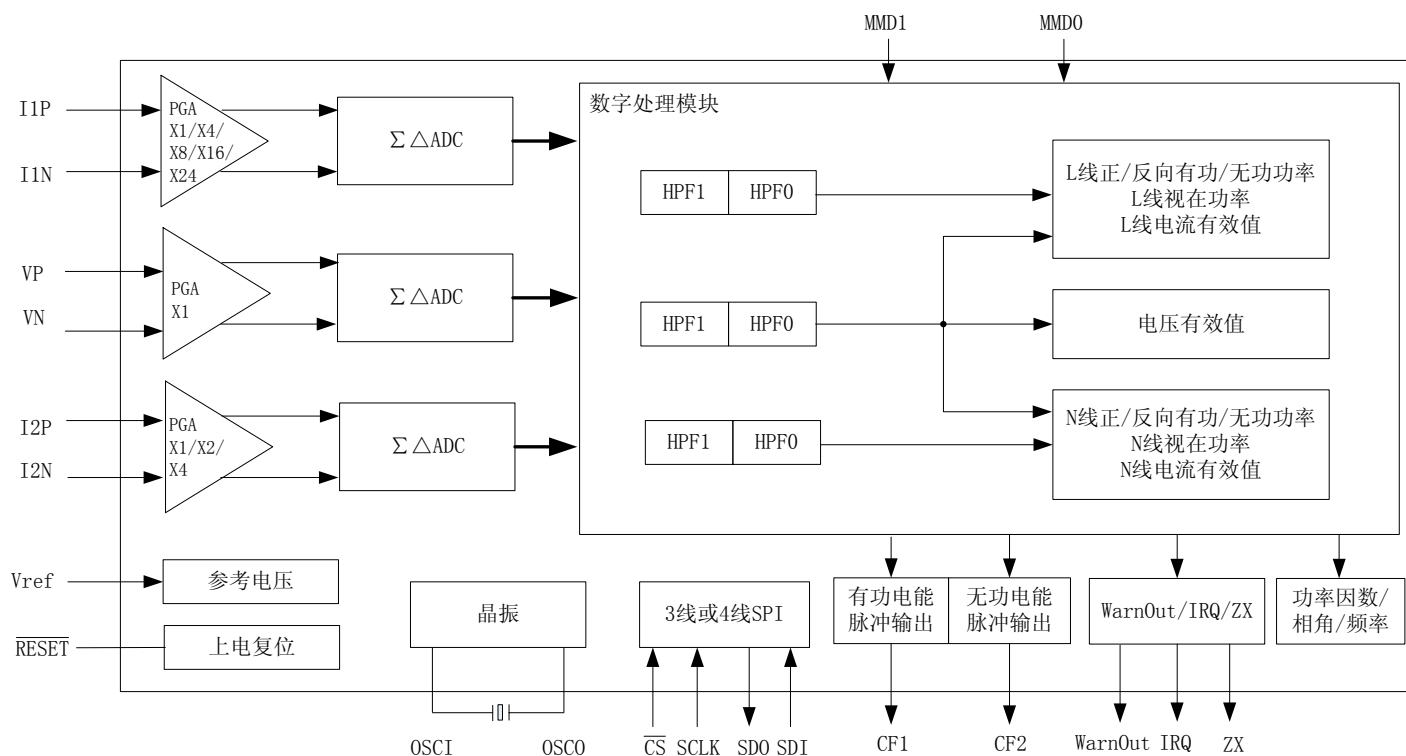 MMD1
MMD0
I1P
I1N
PGA
X1/X4/
X8/X16/
X24
Σ△ADC
数字处理模块
HPF1
HPF0
L线正/反向有功/无功功率
L线视在功率
L线电流有效值
VP
VN
PGA
X1
Σ△ADC
HPF1
HPF0
电压有效值
I2P
I2N
PGA
X1/X2/
X4
Σ△ADC
HPF1
HPF0
N线正/反向有功/无功功率
N线视在功率
N线电流有效值
Vref
参考电压
RESET
上电复位
晶振
3线或4线SPI
有功电能
脉冲输出
无功电能
脉冲输出
WarnOut/IRQ/ZX
功率因数/
相角/频率
OSCI
OSCO
CS
SCLK
SDO
SDI
CF1
CF2
WarnOut
IRQ
ZX